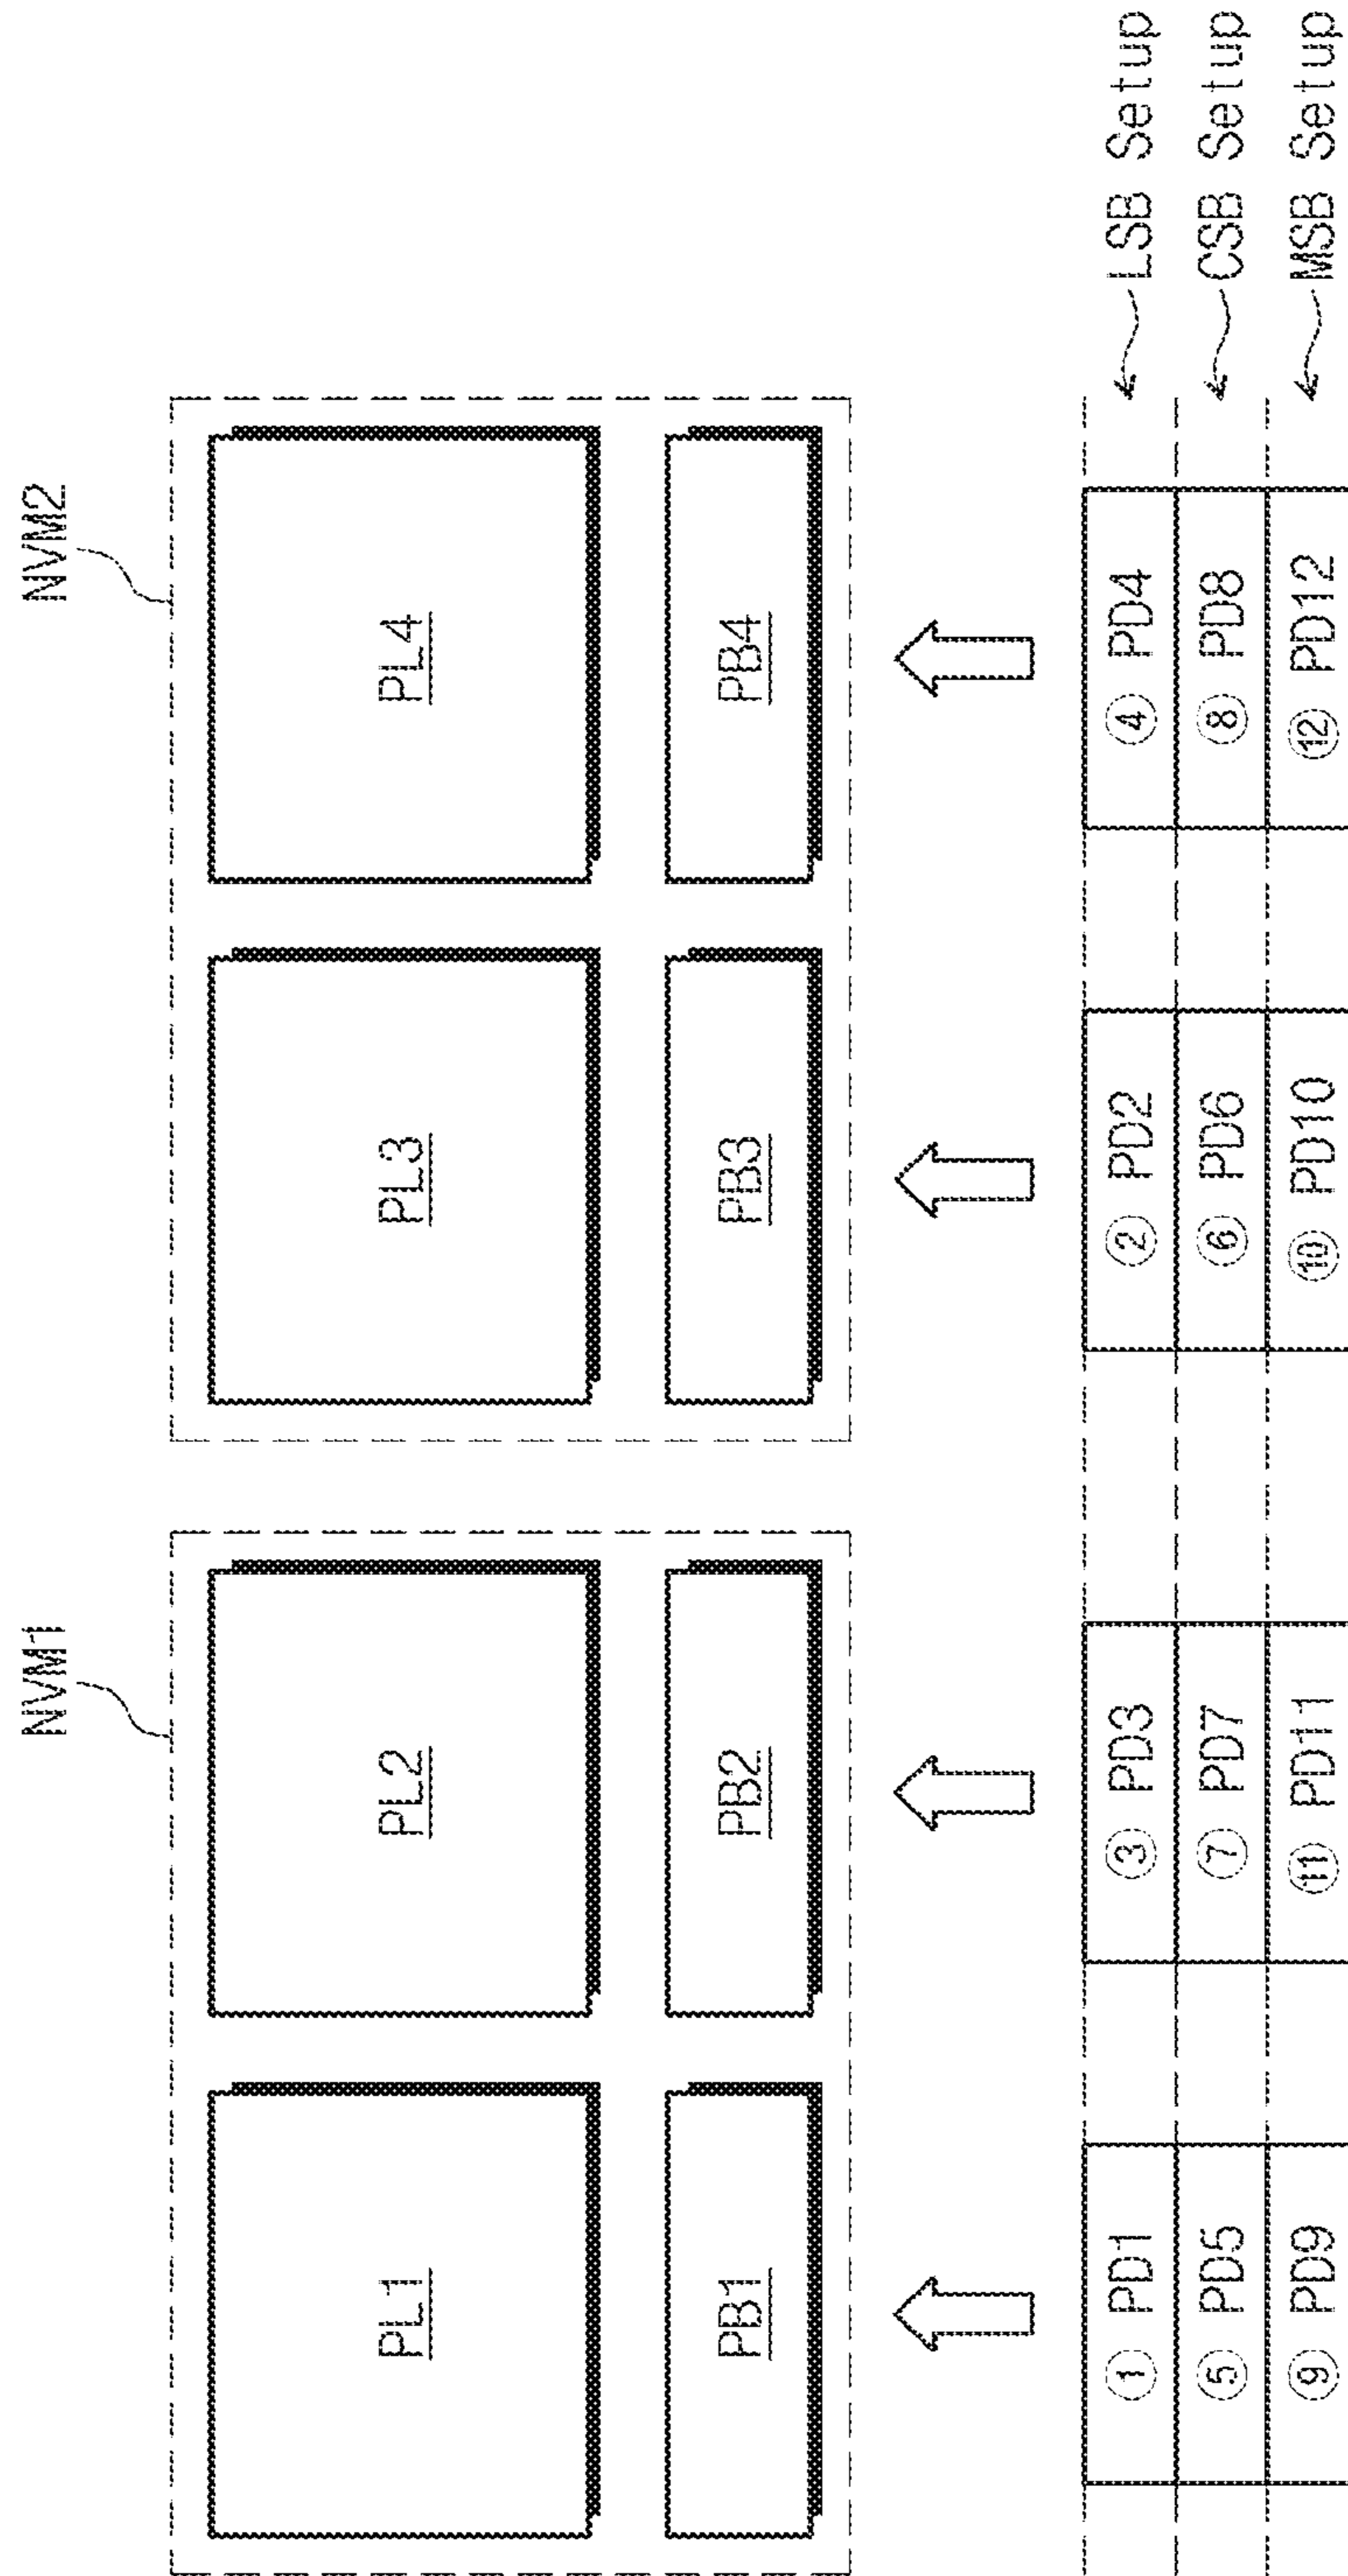 NVM1 NVM2
PL1 PL2 PL3 PL4
PB1 PB2 PB3 PB4
① PD1 ③ PD3 ② PD2 ④ PD4 LSB Setup
⑤ PD5 ⑦ PD7 ⑥ PD6 ⑧ PD8 CSB Setup
⑨ PD9 ⑪ PD11 ⑩ PD10 ⑫ PD12 MSB Setup